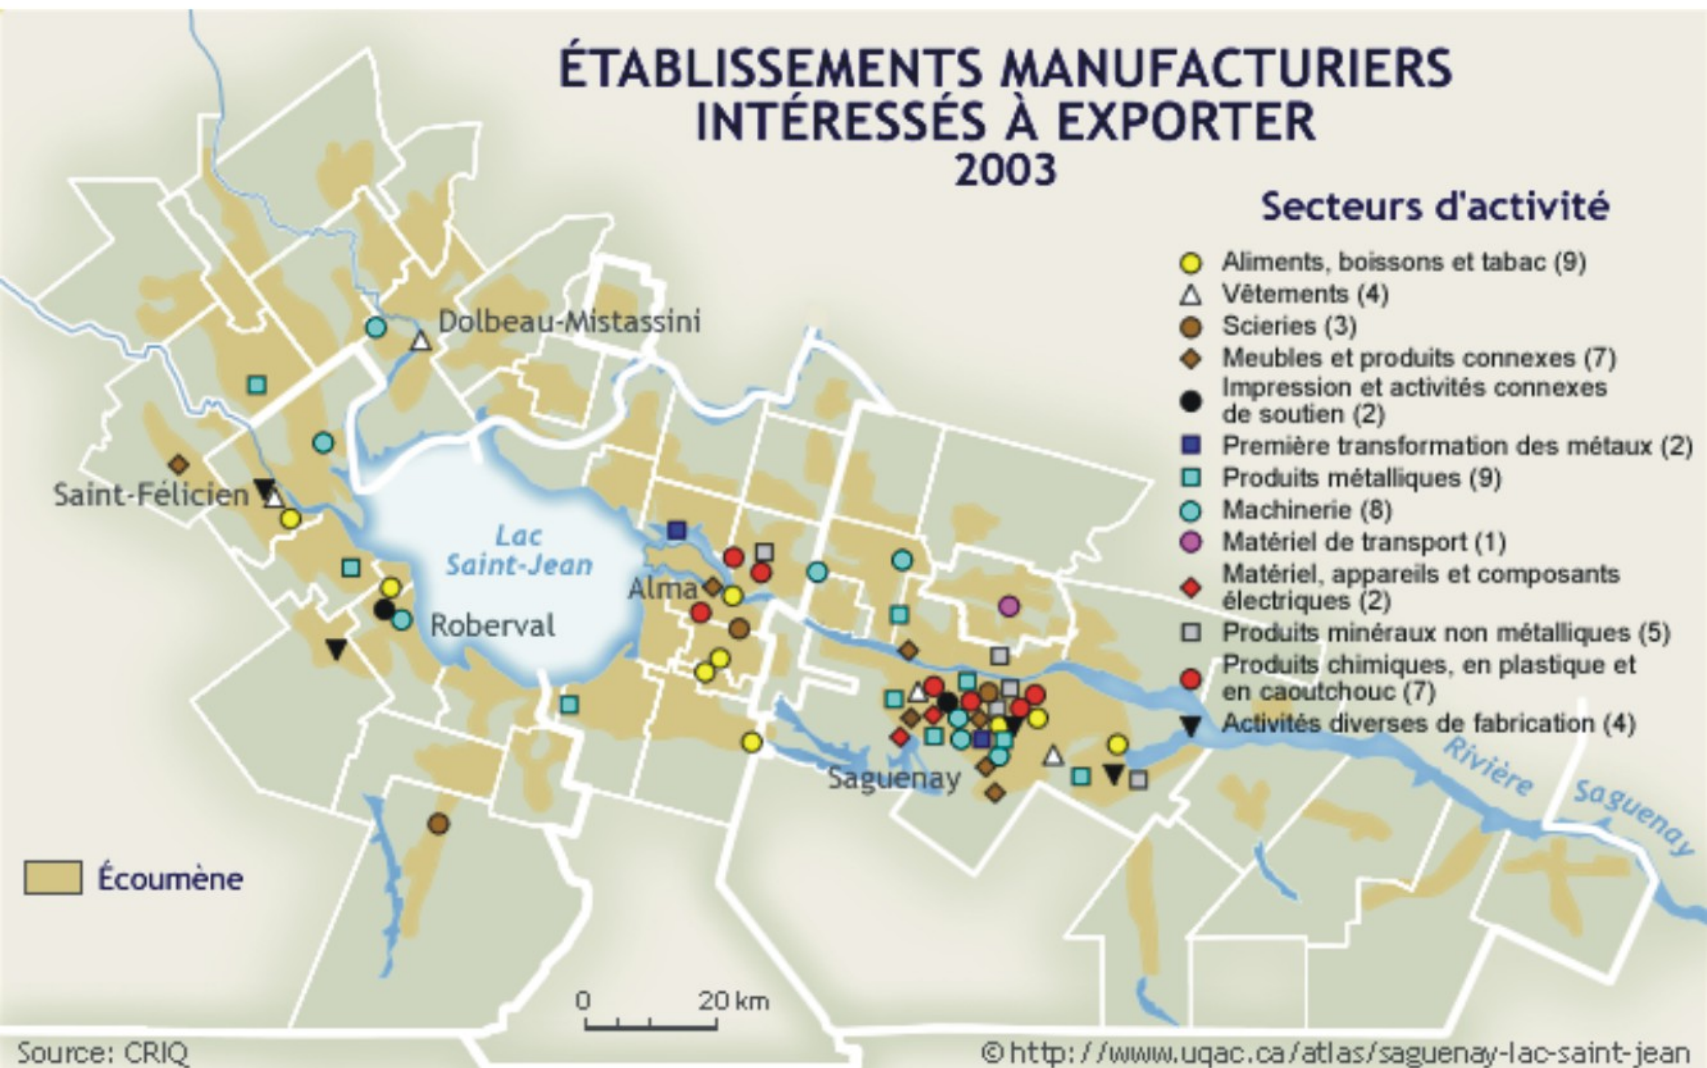 ÉTABLISSEMENTS MANUFACTURIERS
INTÉRESSÉS À EXPORTER
2003
Secteurs d'activité
Aliments, boissons et tabac (9)
Vêtements (4)
Scieries (3)
Meubles et produits connexes (7)
Impression et activités connexes
de soutien (2)
Première transformation des métaux (2)
Produits métalliques (9)
Machinerie (8)
Matériel de transport (1)
Matériel, appareils et composants
électriques (2)
Produits minéraux non métalliques (5)
Produits chimiques, en plastique et
en caoutchouc (7)
Activités diverses de fabrication (4)
Dolbeau-Mistassini
Saint-Félicien
Lac
Saint-Jean
Alma
Roberval
Saguenay
Rivière Saguenay
Écoumène
0 20 km
Source: CRIQ
©http://www.uqac.ca/atlas/saguenay-lac-saint-jean